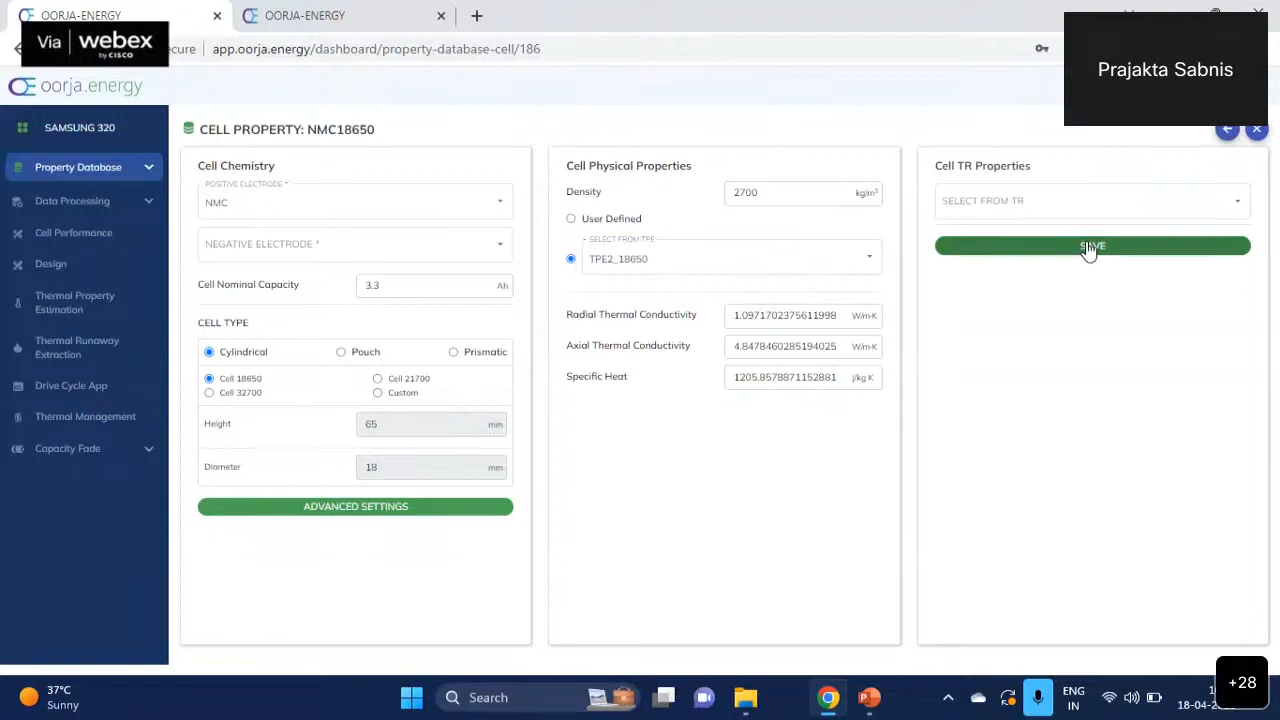 OORJA-ENERGY
OORJA-ENERGY
Via webex by CISCO
ecure app.oorja.energy/dashboard/property-database-cell/186
Prajakta Sabnis
oorja.energy
SAMSUNG 320
Property Database
Data Processing
Cell Performance
Design
Thermal Property
Estimation
Thermal Runaway
Extraction
Drive Cycle App
Thermal Management
Capacity Fade
CELL PROPERTY: NMC18650
Cell Chemistry
POSITIVE ELECTRODE *
NMC
NEGATIVE ELECTRODE *
Cell Nominal Capacity 3.3 Ah
CELL TYPE
Cylindrical Pouch Prismatic
Cell 18650 Cell 21700
Cell 32700 Custom
Height 65 mm
Diameter 18 mm
ADVANCED SETTINGS
Cell Physical Properties
Density 2700 kg/m³
User Defined
SELECT FROM TPE
TPE2_18650
Radial Thermal Conductivity 1.0971702375611998 W/m-K
Axial Thermal Conductivity 4.8478460285194025 W/m-K
Specific Heat 1205.8578871152881 J/kg K
Cell TR Properties
SELECT FROM TR
SAVE
37°C
Sunny
Search
ENG
IN
18-04-2
+28